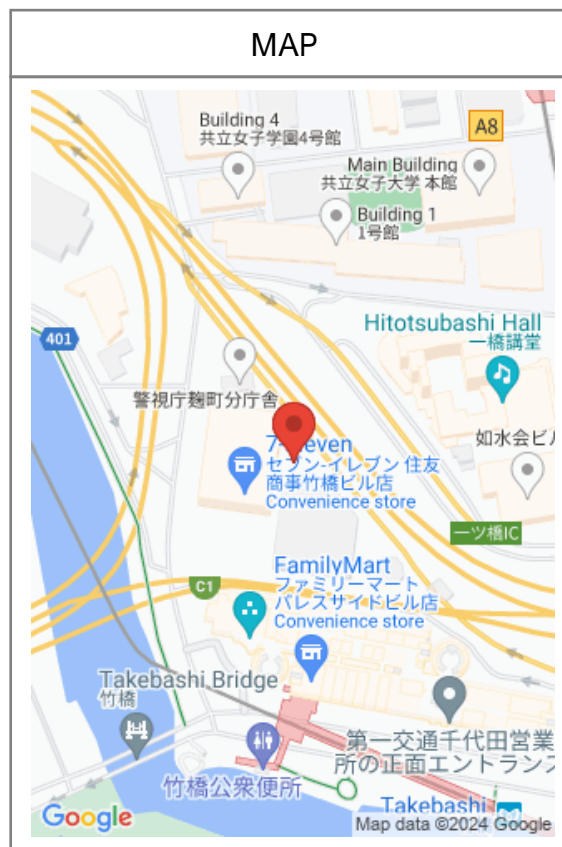 MAP
Building 4
共立女子学園4号館
A8
Main Building
共立女子大学 本館
Building 1
1号館
401
Hitotsubashi Hall
一橋講堂
警視庁麹町分庁舎
如水会ビル
7-Eleven
セブン-イレブン 住友
商事竹橋ビル店
Convenience store
一ツ橋IC
FamilyMart
ファミリーマート
パレスサイドビル店
Convenience store
C1
Takebashi Bridge
竹橋
第一交通千代田営業
所の正面エントランス
竹橋公衆便所
Takebashi
Google
Map data ©2024 Google